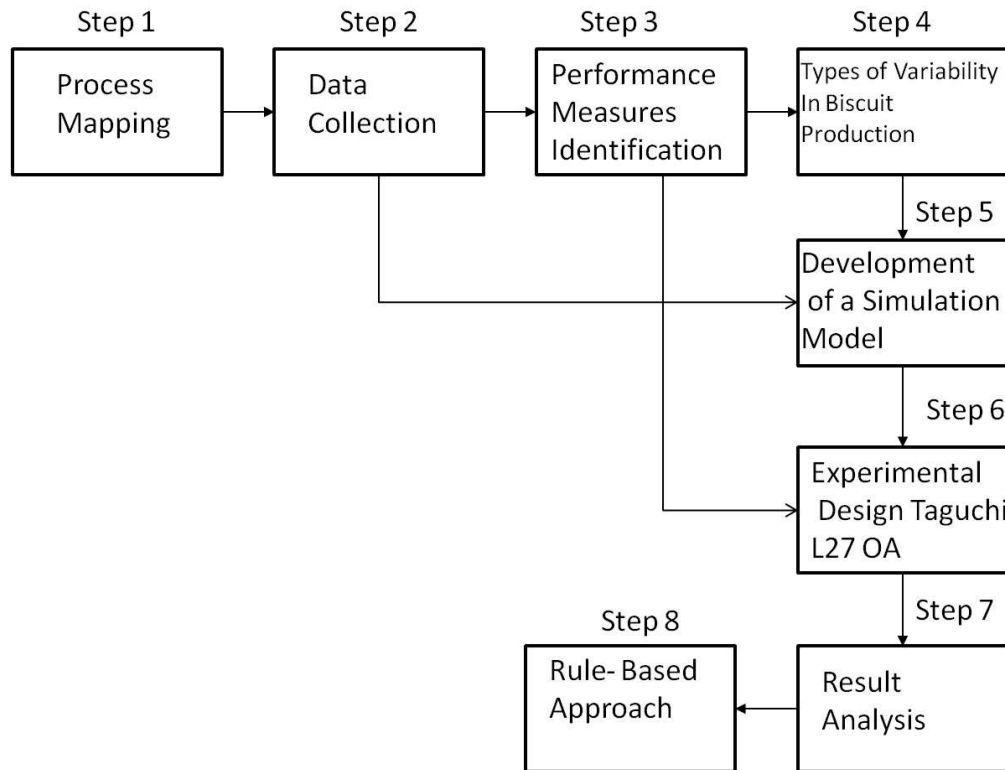 Step 1
Process
Mapping
Step 2
Data
Collection
Step 3
Performance
Measures
Identification
Step 4
Types of Variability
In Biscuit
Production
Step 5
Development
of a Simulation
Model
Step 6
Experimental
Design Taguchi
L27 OA
Step 7
Result
Analysis
Step 8
Rule- Based
Approach